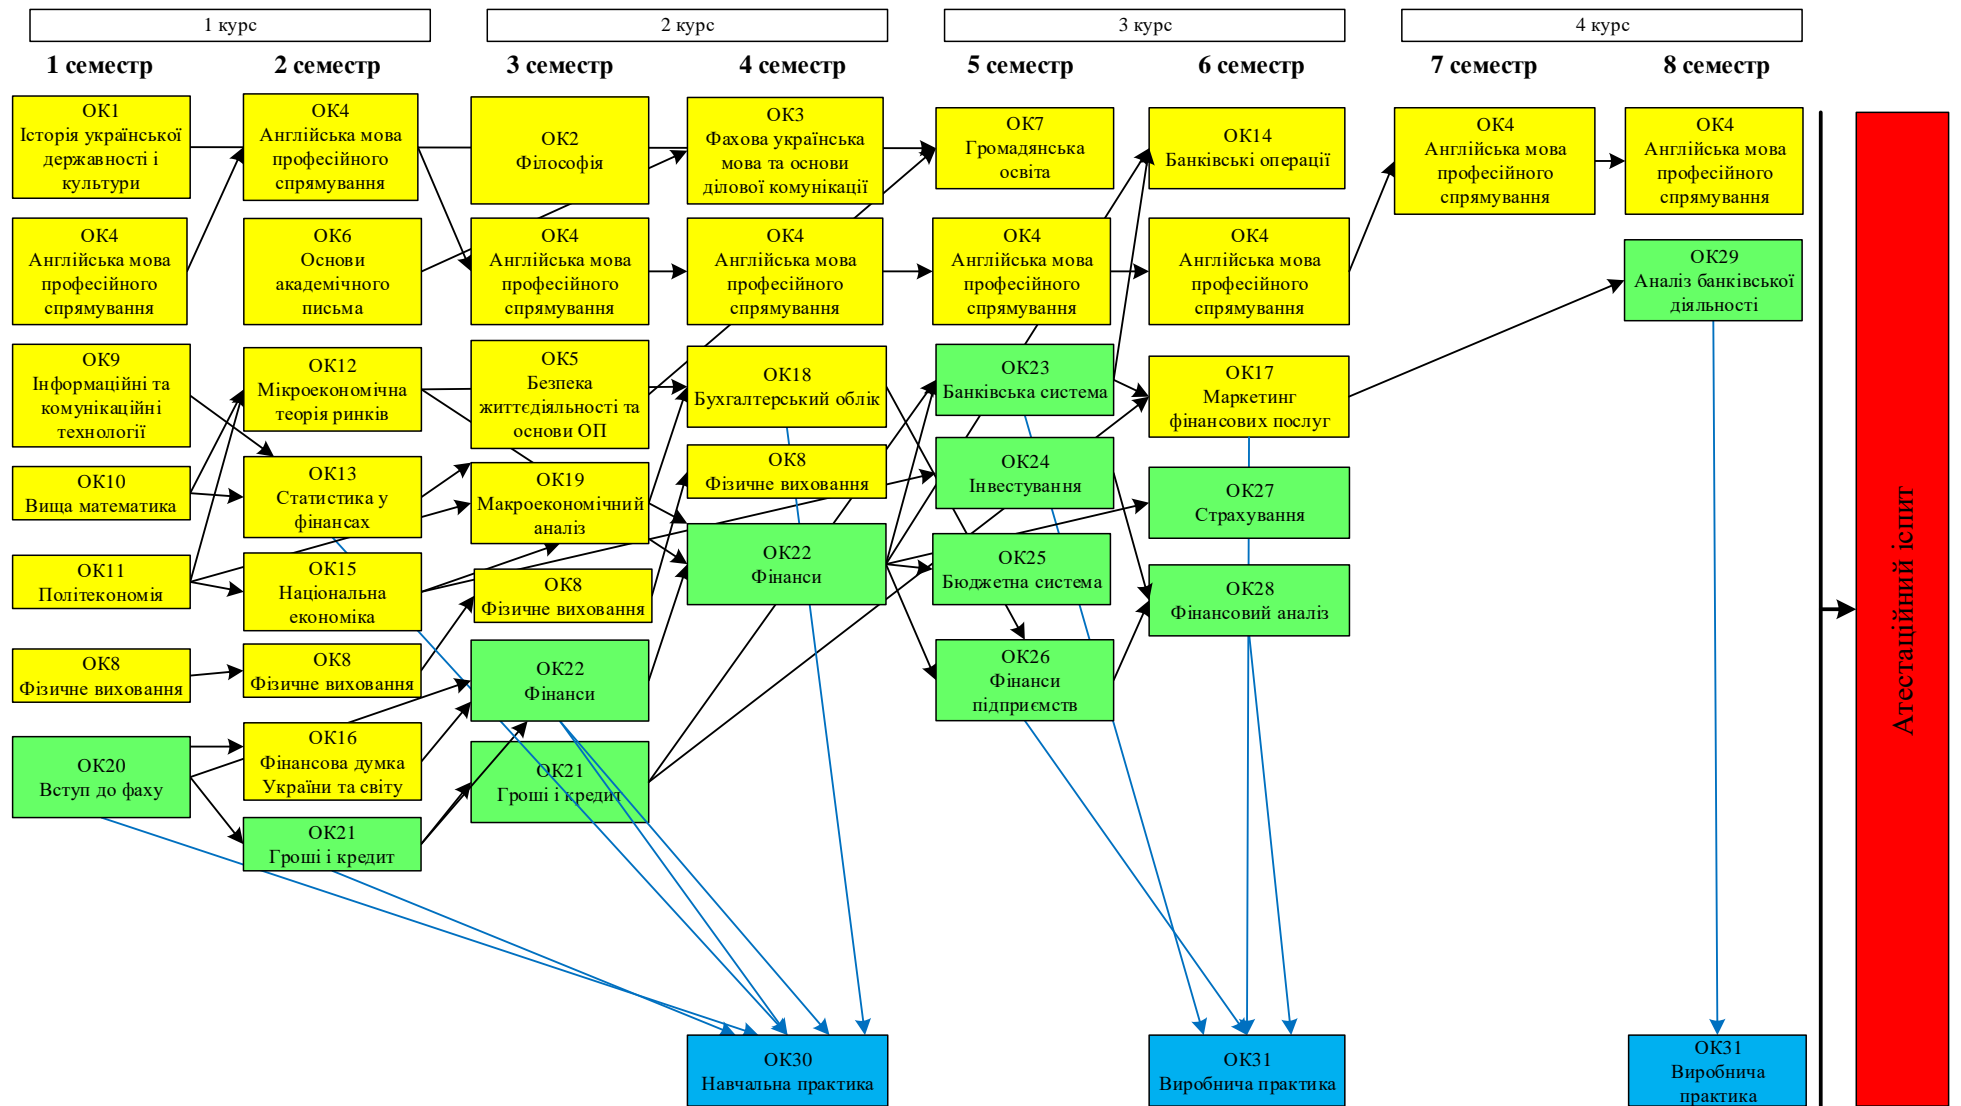 1 курс
2 курс
3 курс
4 курс
1 семестр
2 семестр
3 семестр
4 семестр
5 семестр
6 семестр
7 семестр
8 семестр
ОК1
Історія української
державності і
культури
ОК4
Англійська мова
професійного
спрямування
ОК9
Інформаційні та
комунікаційні
технології
ОК10
Вища математика
ОК11
Політекономія
ОК8
Фізичне виховання
ОК20
Вступ до фаху
ОК4
Англійська мова
професійного
спрямування
ОК6
Основи
академічного
письма
ОК12
Мікроекономічна
теорія ринків
ОК13
Статистика у
фінансах
ОК15
Національна
економіка
ОК8
Фізичне виховання
ОК16
Фінансова думка
України та світу
ОК21
Гроші і кредит
ОК2
Філософія
ОК4
Англійська мова
професійного
спрямування
ОК5
Безпека
життєдіяльності та
основи ОП
ОК19
Макроекономічний
аналіз
ОК8
Фізичне виховання
ОК22
Фінанси
ОК21
Гроші і кредит
ОК3
Фахова українська
мова та основи
ділової комунікації
ОК4
Англійська мова
професійного
спрямування
ОК18
Бухгалтерський облік
ОК8
Фізичне виховання
ОК22
Фінанси
ОК30
Навчальна практика
ОК7
Громадянська
освіта
ОК4
Англійська мова
професійного
спрямування
ОК23
Банківська система
ОК24
Інвестування
ОК25
Бюджетна система
ОК26
Фінанси
підприємств
ОК14
Банківські операції
ОК4
Англійська мова
професійного
спрямування
ОК17
Маркетинг
фінансових послуг
ОК27
Страхування
ОК28
Фінансовий аналіз
ОК31
Виробнича практика
ОК4
Англійська мова
професійного
спрямування
ОК4
Англійська мова
професійного
спрямування
ОК29
Аналіз банківської
діяльності
ОК31
Виробнича
практика
Атестаційний іспит